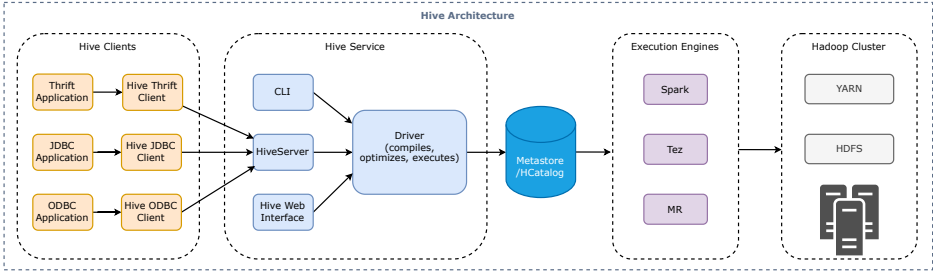 Hive Architecture
Hive Clients
Thrift
Application
Hive Thrift
Client
JDBC
Application
Hive JDBC
Client
ODBC
Application
Hive ODBC
Client
Hive Service
CLI
HiveServer
Hive Web
Interface
Driver
(compiles,
optimizes, executes)
Metastore
/HCatalog
Execution Engines
Spark
Tez
MR
Hadoop Cluster
YARN
HDFS